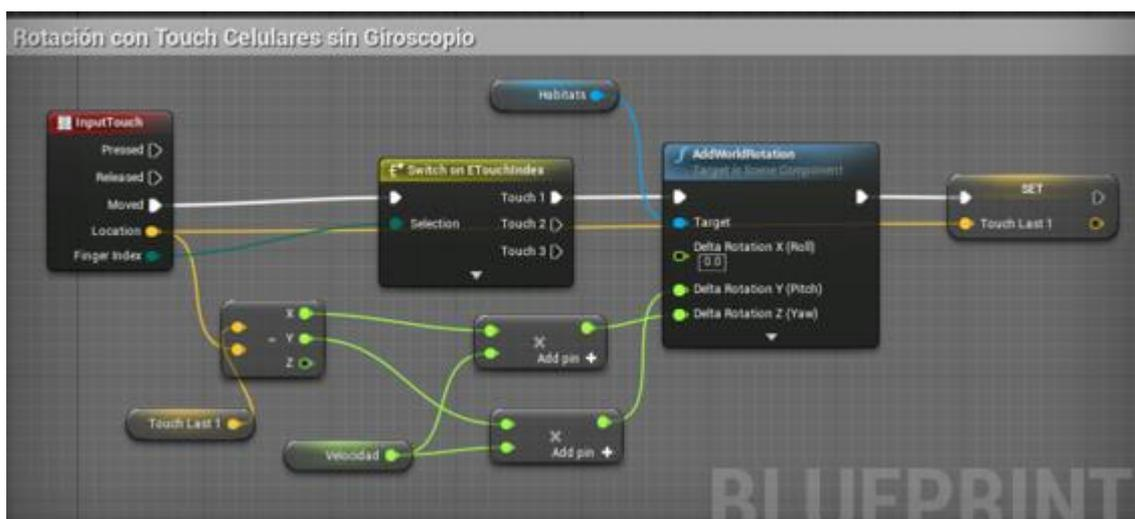 Rotación con Touch Celulares sin Giroscopio
Habitats
InputTouch
Pressed
Released
Moved
Location
Finger Index
Switch on ETouchIndex
Selection
Touch 1
Touch 2
Touch 3
AddWorldRotation
Target is Scene Component
Target
Delta Rotation X (Roll)
0.0
Delta Rotation Y (Pitch)
Delta Rotation Z (Yaw)
SET
Touch Last 1
X
Y
Z
Touch Last 1
Velocidad
Add pin
Add pin
BLUEPRINT